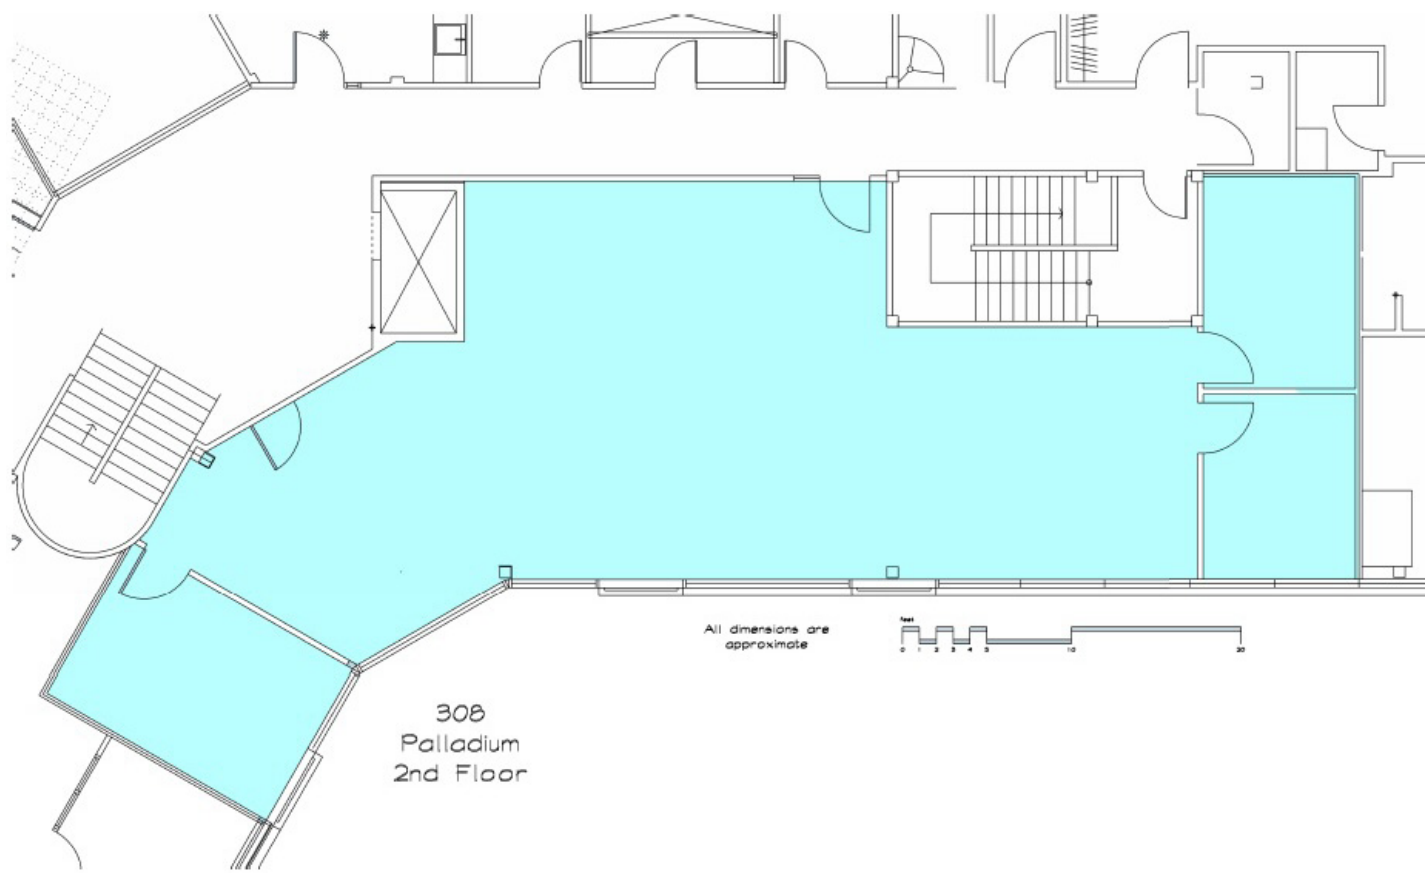 All dimensions are
approximate
Feet
0 1 2 3 4 5 10 20
308
Palladium
2nd Floor